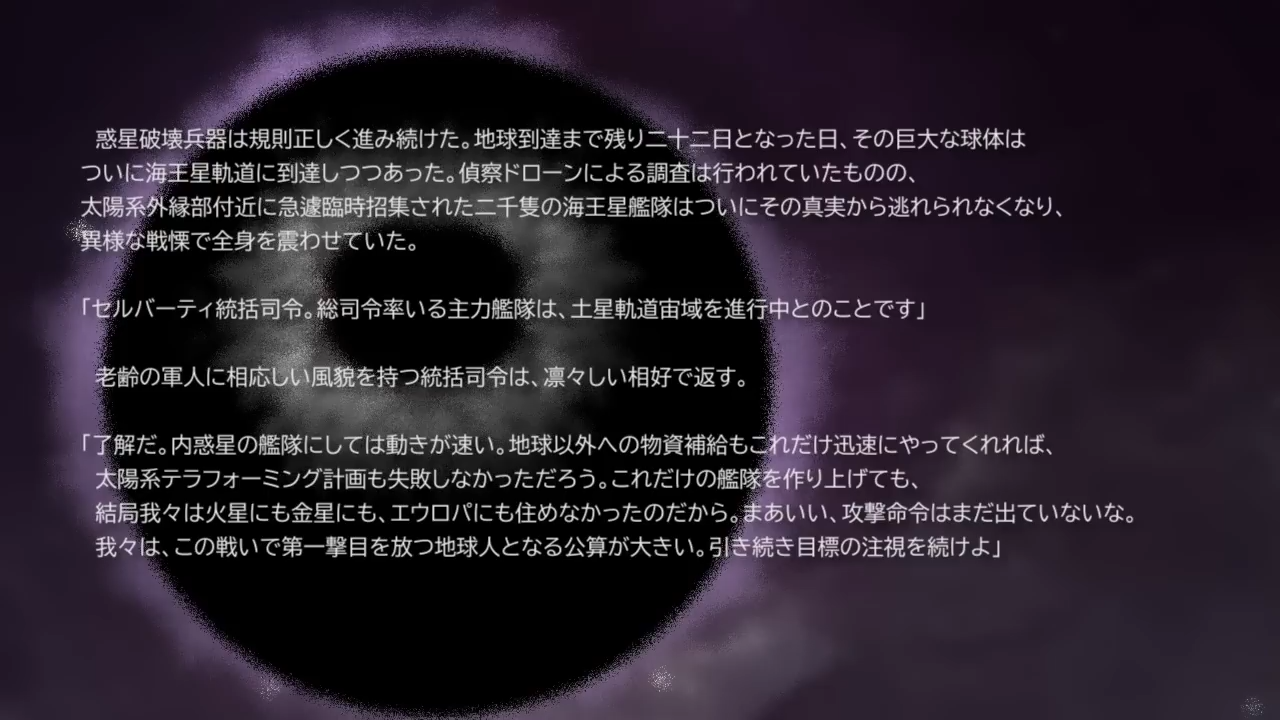 惑星破壊兵器は規則正しく進み続けた。地球到達まで残り二十二日となった日、その巨大な球体は
ついに海王星軌道に到達しつつあった。偵察ドローンによる調査は行われていたものの、
太陽系外縁部付近に急遽臨時招集された二千隻の海王星艦隊はついにその真実から逃れられなくなり、
異様な戦慄で全身を震わせていた。
「セルバーティ統括司令。総司令率いる主力艦隊は、土星軌道宙域を進行中とのことです」
老齢の軍人に相応しい風貌を持つ統括司令は、凛々しい相好で返す。
「了解だ。内惑星の艦隊にしては動きが速い。地球以外への物資補給もこれだけ迅速にやってくれれば、
太陽系テラフォーミング計画も失敗しなかっただろう。これだけの艦隊を作り上げても、
結局我々は火星にも金星にも、エウロパにも住めなかったのだから。まあいい、攻撃命令はまだ出ていないな。
我々は、この戦いで第一撃目を放つ地球人となる公算が大きい。引き続き目標の注視を続けよ」